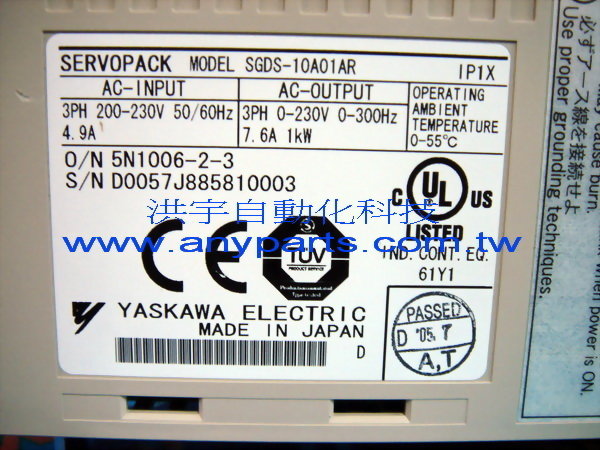 SERVOPACK MODEL SGDS-10A01AR IP1X
AC-INPUT AC-OUTPUT OPERATING AMBIENT TEMPERATURE 0-55℃
3PH 200-230V 50/60Hz 3PH 0-230V 0-300Hz
4.9A 7.6A 1kW
O/N 5N1006-2-3
S/N D0057J885810003
洪宇自動化科技
www.anyparts.com.tw
C UL US
LISTED
IND. CONT. EQ.
61Y1
CE
S
TÜV
PRODUCT SERVICE
YASKAWA ELECTRIC
MADE IN JAPAN
D
PASSED
D '05.7
A,T
may cause burn.
必ずアース線を接続せよ
Use proper grounding techniques.
when power is ON.